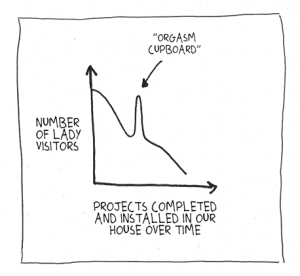 "ORGASM
CUPBOARD"
NUMBER
OF LADY
VISITORS
PROJECTS COMPLETED
AND INSTALLED IN OUR
HOUSE OVER TIME